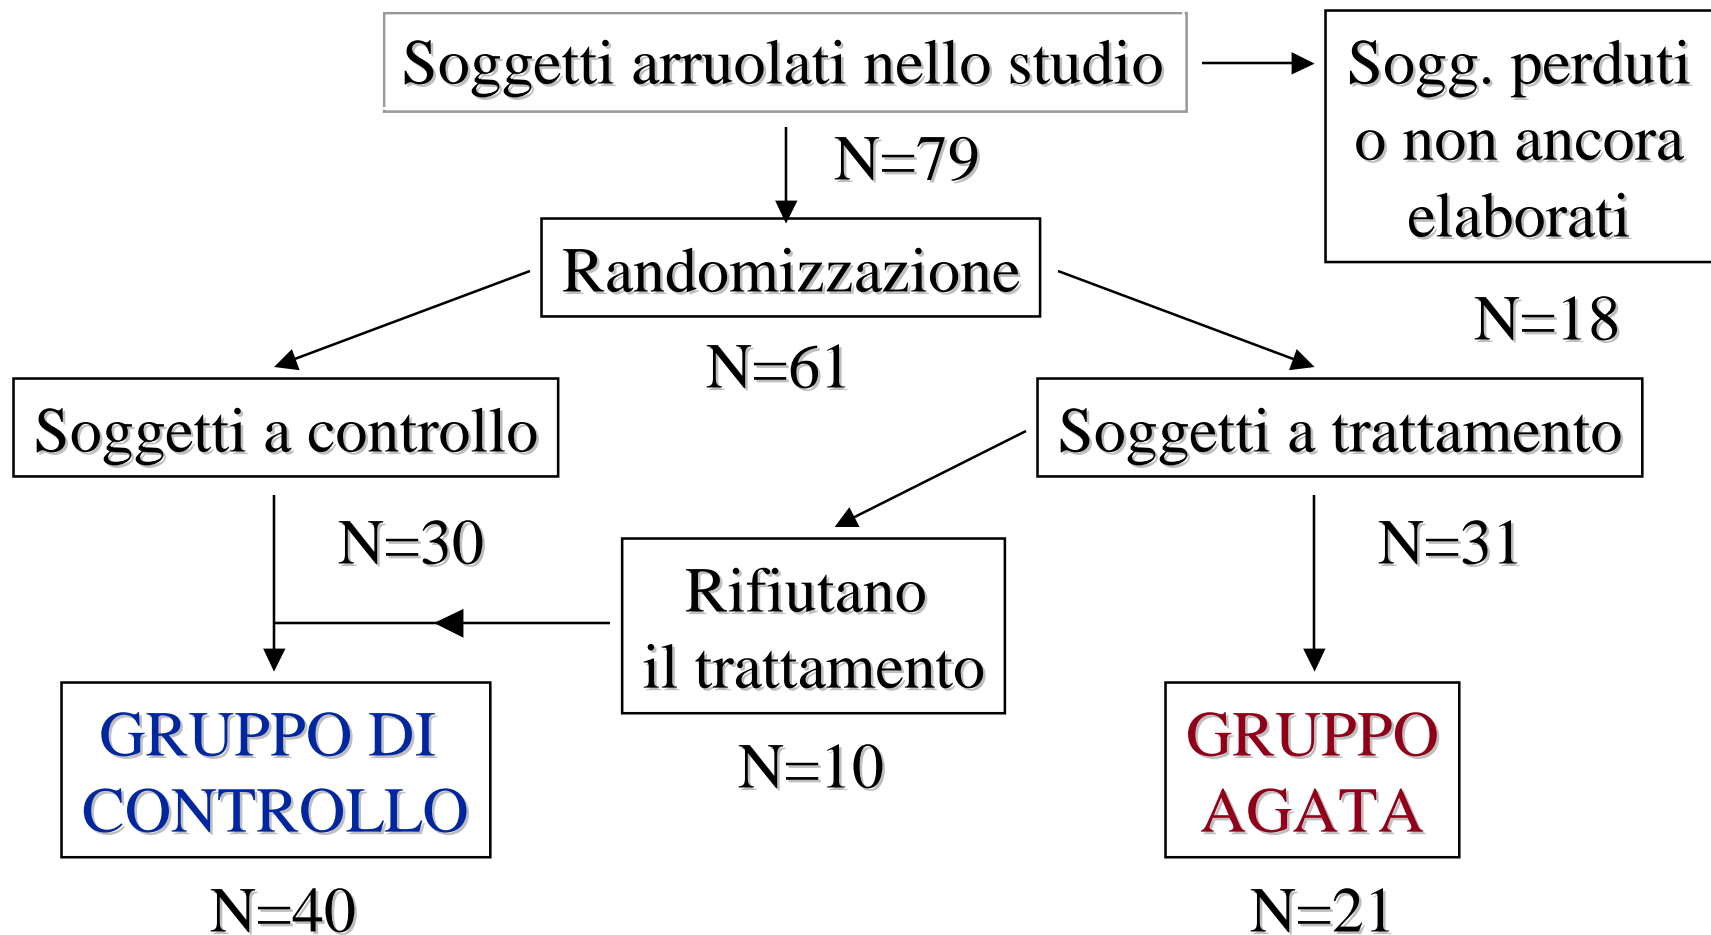 Soggetti arruolati nello studio
Sogg. perduti
o non ancora
elaborati
N=79
N=18
Randomizzazione
N=61
Soggetti a controllo
Soggetti a trattamento
N=30
N=31
Rifiutano
il trattamento
N=10
GRUPPO DI
CONTROLLO
N=40
GRUPPO
AGATA
N=21